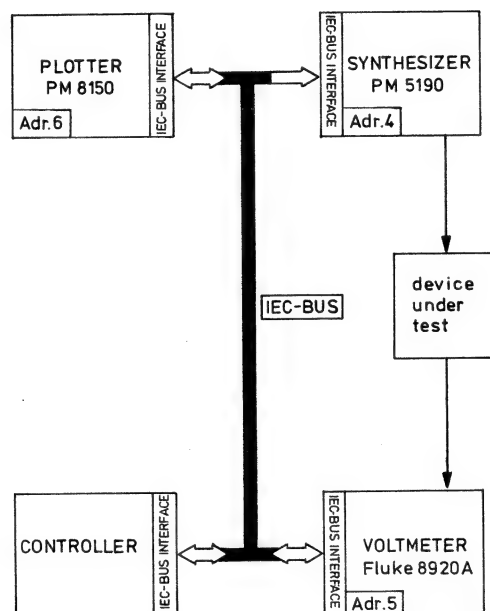 PLOTTER
PM 8150
Adr.6
IEC-BUS INTERFACE
IEC-BUS INTERFACE
SYNTHESIZER
PM 5190
Adr.4
device
under
test
IEC-BUS
CONTROLLER
IEC-BUS INTERFACE
IEC-BUS INTERFACE
VOLTMETER
Fluke 8920A
Adr.5